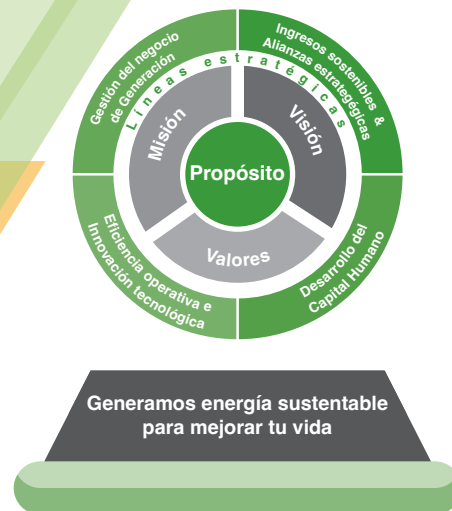 Gestión del negocio
de Generación
Ingresos sostenibles &
Alianzas estratégégicas
Líneas estratégicas
Misión
Visión
Propósito
Valores
Eficiencia operativa e
Innovación tecnológica
Desarrollo del
Capital Humano
Generamos energía sustentable
para mejorar tu vida